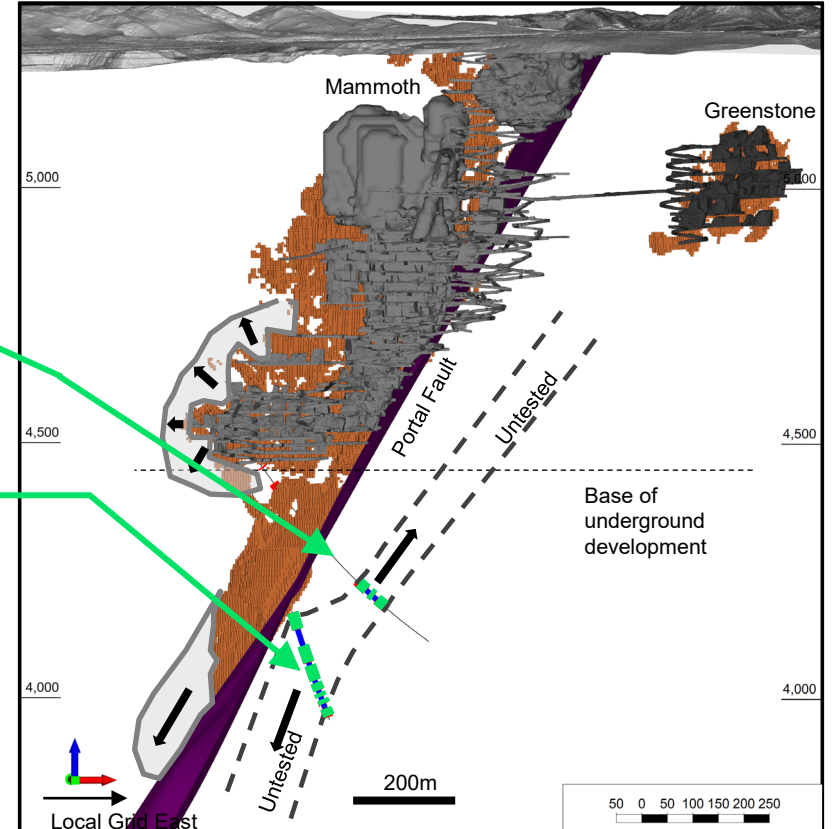 Mammoth
Greenstone
5,000
5,000
Portal Fault
Untested
4,500
4,500
Base of
underground
development
4,000
4,000
Untested
200m
Local Grid East
50 0 50 100 150 200 250